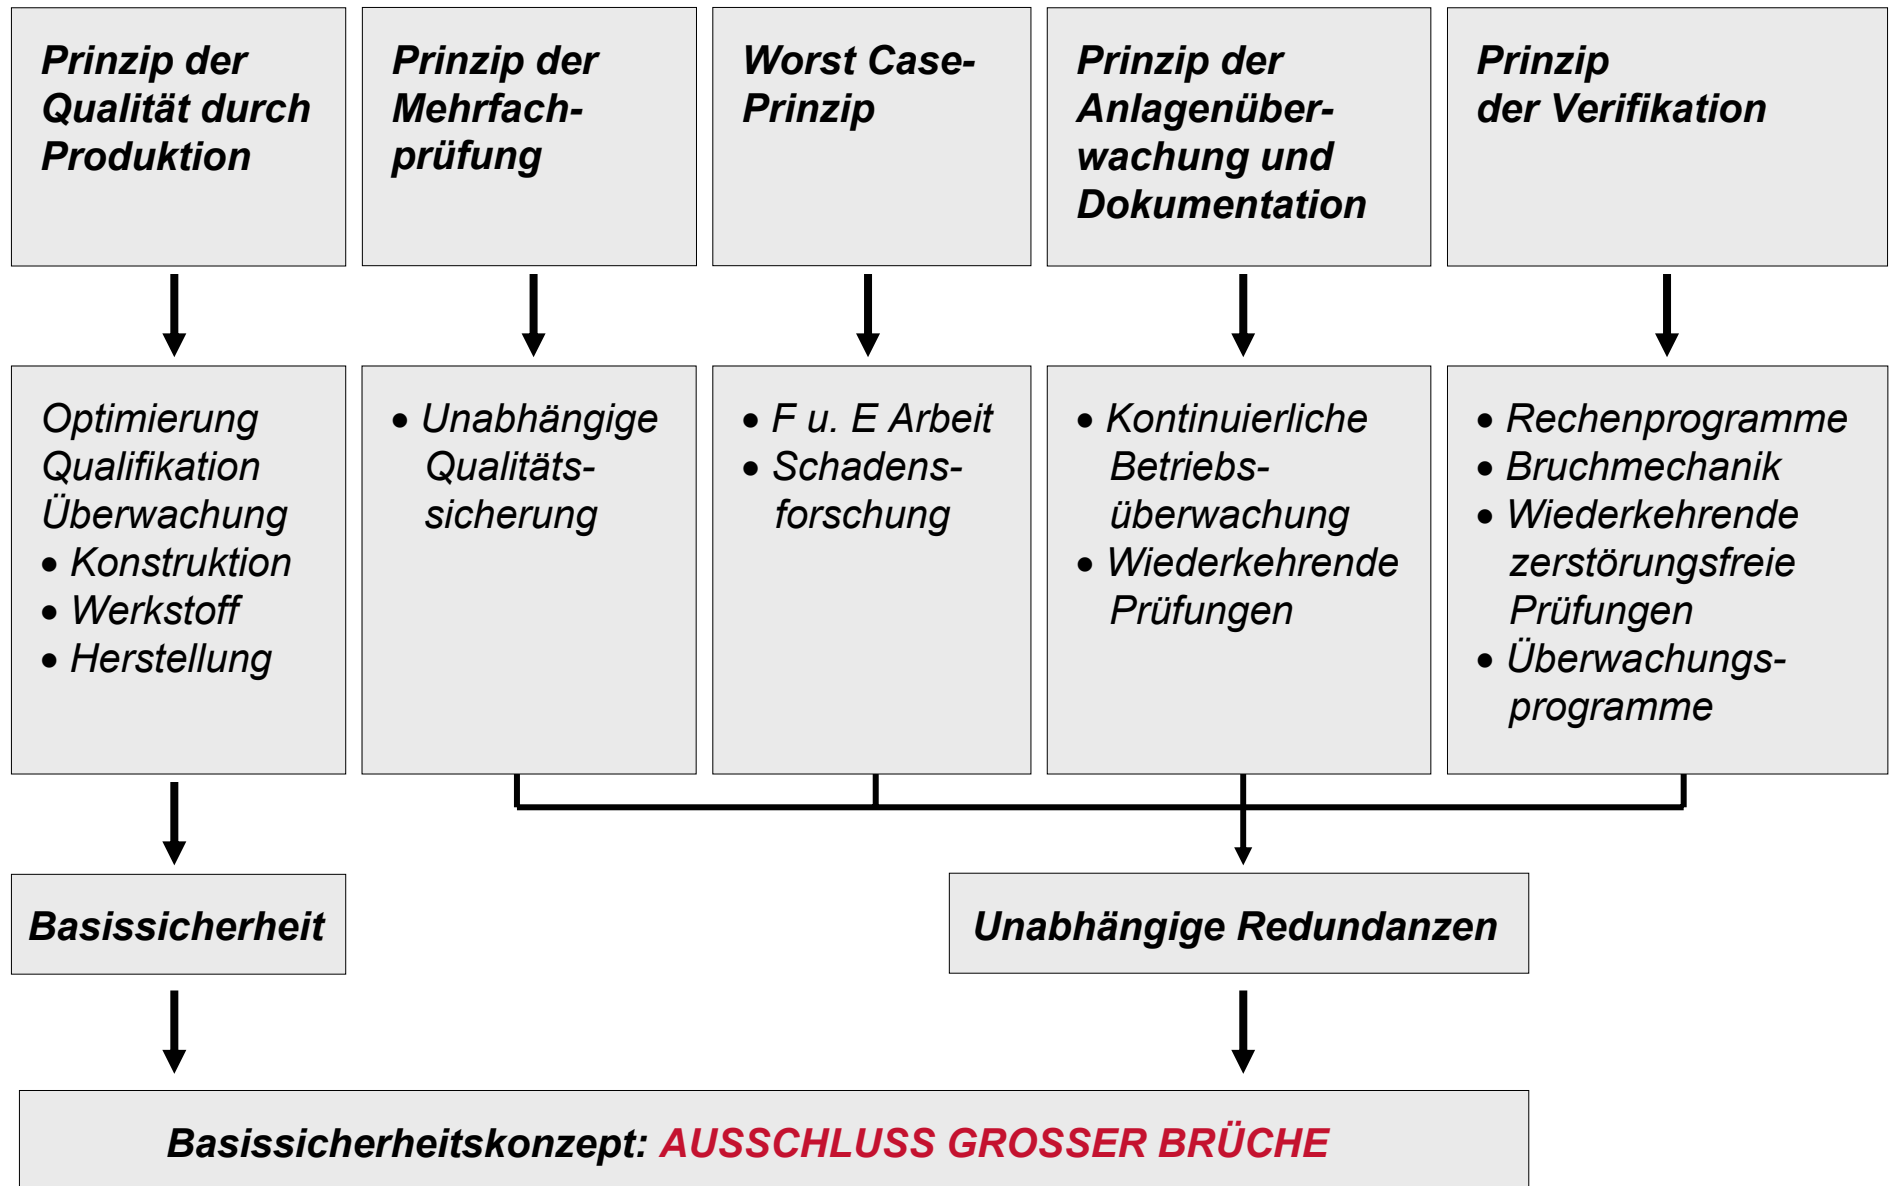 Prinzip der
Qualität durch
Produktion
Prinzip der
Mehrfach-
prüfung
Worst Case-
Prinzip
Prinzip der
Anlagenüber-
wachung und
Dokumentation
Prinzip
der Verifikation
Optimierung
Qualifikation
Überwachung
• Konstruktion
• Werkstoff
• Herstellung
• Unabhängige
Qualitäts-
sicherung
• F u. E Arbeit
• Schadens-
forschung
• Kontinuierliche
Betriebs-
überwachung
• Wiederkehrende
Prüfungen
• Rechenprogramme
• Bruchmechanik
• Wiederkehrende
zerstörungsfreie
Prüfungen
• Überwachungs-
programme
Basissicherheit
Unabhängige Redundanzen
Basissicherheitskonzept: AUSSCHLUSS GROSSER BRÜCHE